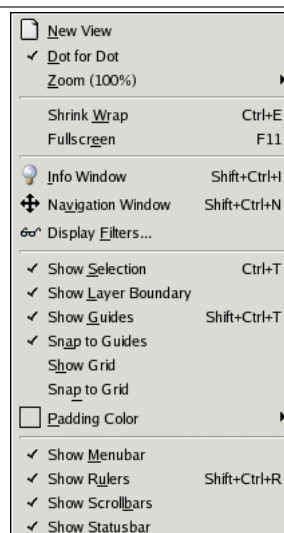 New View
Dot for Dot
Zoom (100%)
Shrink Wrap Ctrl+E
Fullscreen F11
Info Window Shift+Ctrl+I
Navigation Window Shift+Ctrl+N
Display Filters...
Show Selection Ctrl+T
Show Layer Boundary
Show Guides Shift+Ctrl+T
Snap to Guides
Show Grid
Snap to Grid
Padding Color
Show Menubar
Show Rulers Shift+Ctrl+R
Show Scrollbars
Show Statusbar